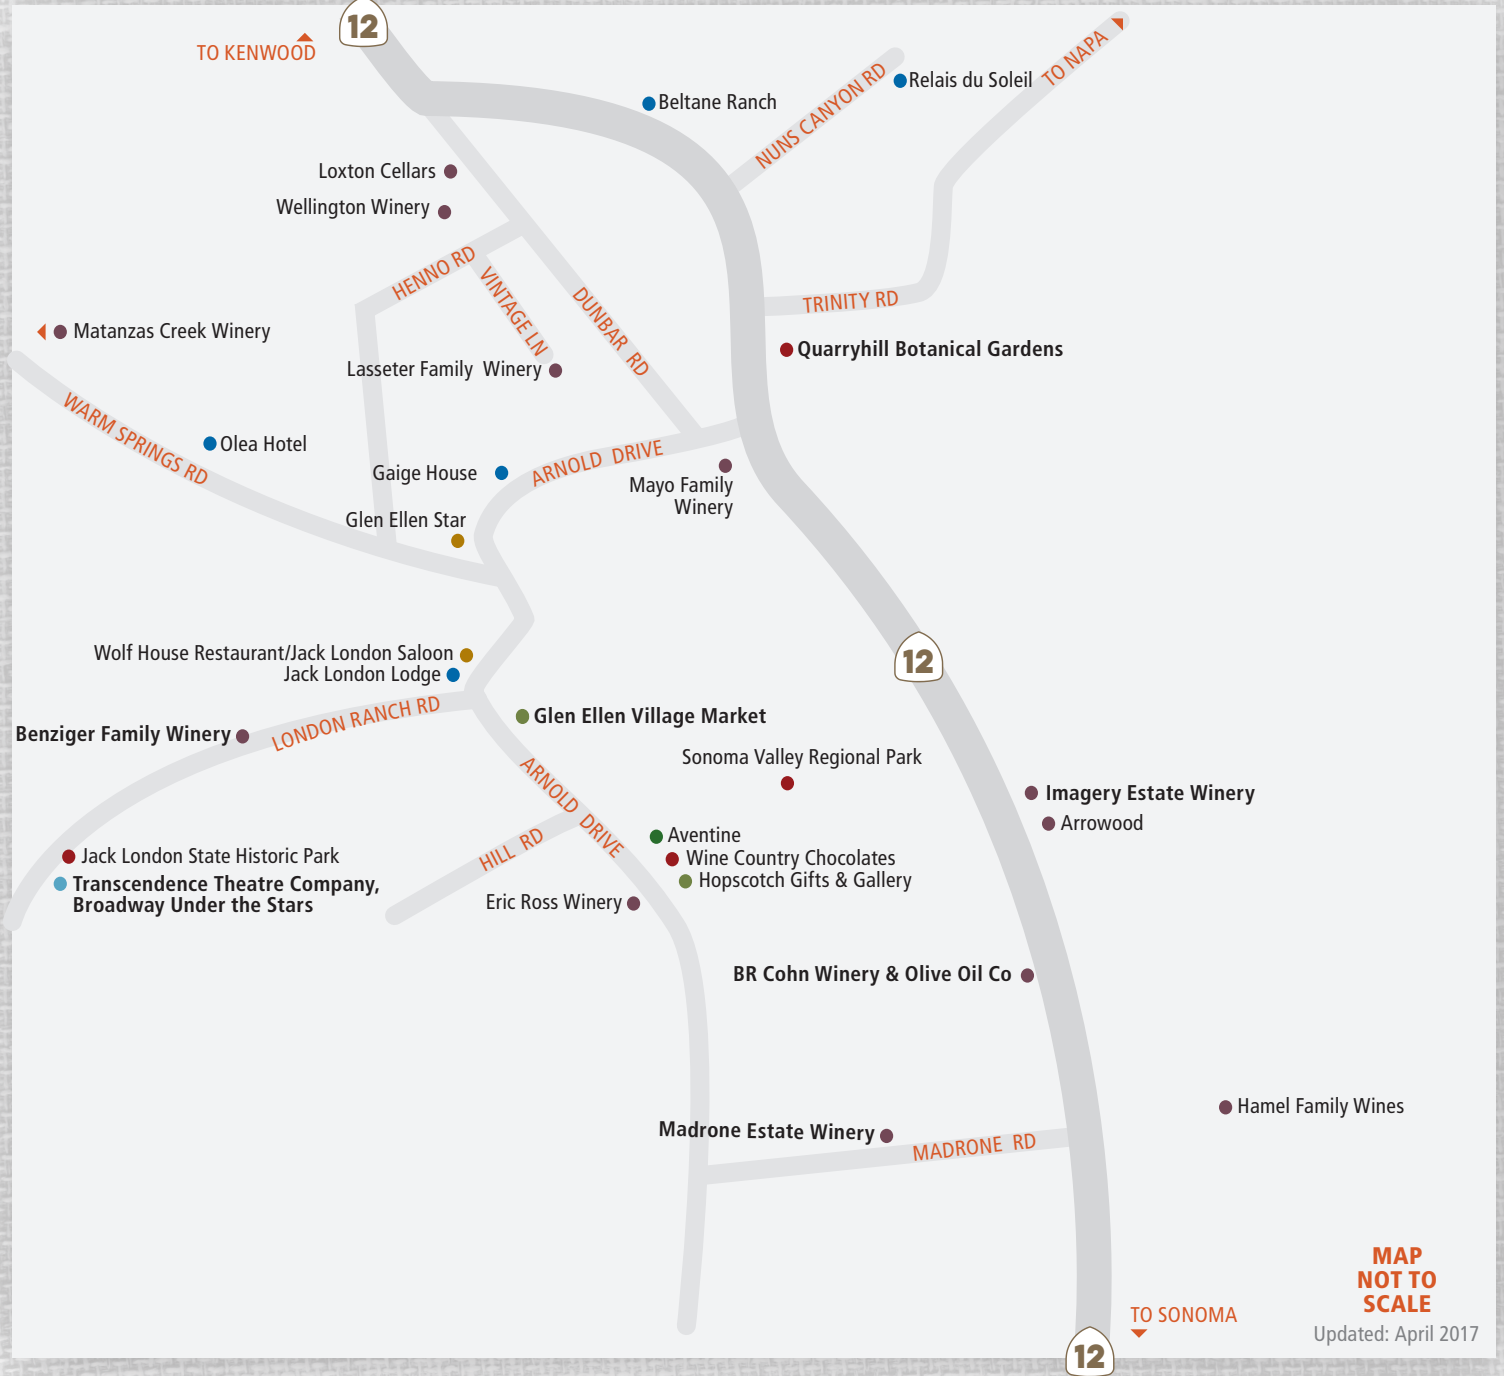 12
TO KENWOOD
TO NAPA
NUNS CANYON RD
Relais du Soleil
Beltane Ranch
Loxton Cellars
Wellington Winery
HENNO RD
VINTAGE LN
DUNBAR RD
TRINITY RD
Matanzas Creek Winery
Quarryhill Botanical Gardens
Lasseter Family Winery
WARM SPRINGS RD
Olea Hotel
Gaige House
ARNOLD DRIVE
Mayo Family
Winery
Glen Ellen Star
12
Wolf House Restaurant/Jack London Saloon
Jack London Lodge
LONDON RANCH RD
Benziger Family Winery
Glen Ellen Village Market
Sonoma Valley Regional Park
ARNOLD DRIVE
Imagery Estate Winery
Arrowood
HILL RD
Aventine
Wine Country Chocolates
Hopscotch Gifts & Gallery
Jack London State Historic Park
Transcendence Theatre Company,
Broadway Under the Stars
Eric Ross Winery
BR Cohn Winery & Olive Oil Co
Hamel Family Wines
Madrone Estate Winery
MADRONE RD
MAP
NOT TO
SCALE
TO SONOMA
Updated: April 2017
12